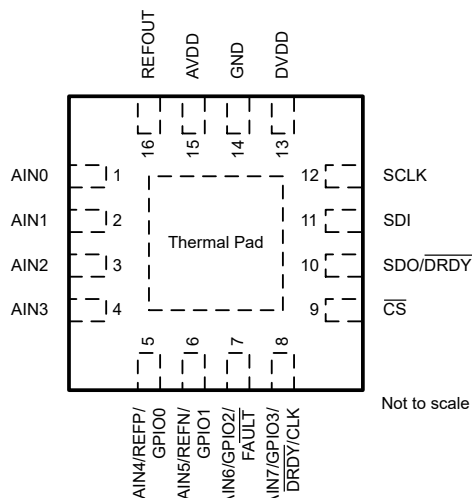 REFOUT
AVDD
GND
DVDD
16
15
14
13
AIN0 1
12 SCLK
AIN1 2
11 SDI
AIN2 3
10 SDO/DRDY
AIN3 4
9 CS
Thermal Pad
5
6
7
8
AIN4/REFP/
GPIO0
AIN5/REFN/
GPIO1
AIN6/GPIO2/
FAULT
AIN7/GPIO3/
DRDY/CLK
Not to scale